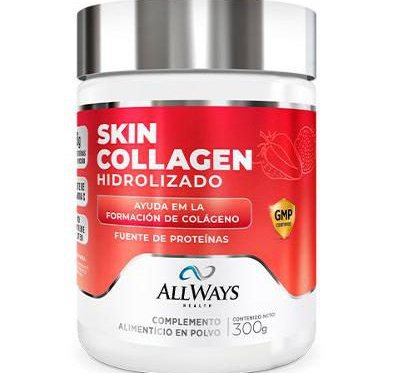 SKIN
COLLAGEN
HIDROLIZADO
AYUDA EM LA
FORMACIÓN DE COLÁGENO
FUENTE DE PROTEÍNAS
GMP
ALLWAYS
HEALTH
COMPLEMENTO
ALIMENTÍCIO EN POLVO
CONTENIDO NETO:
300g